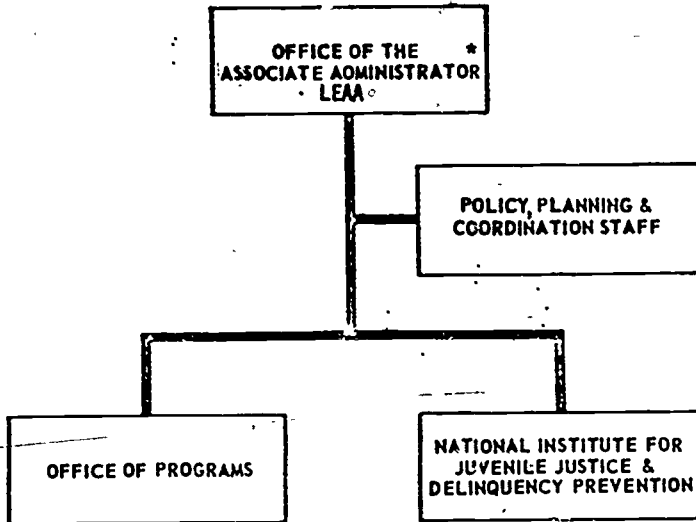 OFFICE OF THE *
ASSOCIATE ADMINISTRATOR
LEAA
POLICY, PLANNING &
COORDINATION STAFF
OFFICE OF PROGRAMS
NATIONAL INSTITUTE FOR
JUVENILE JUSTICE &
DELINQUENCY PREVENTION